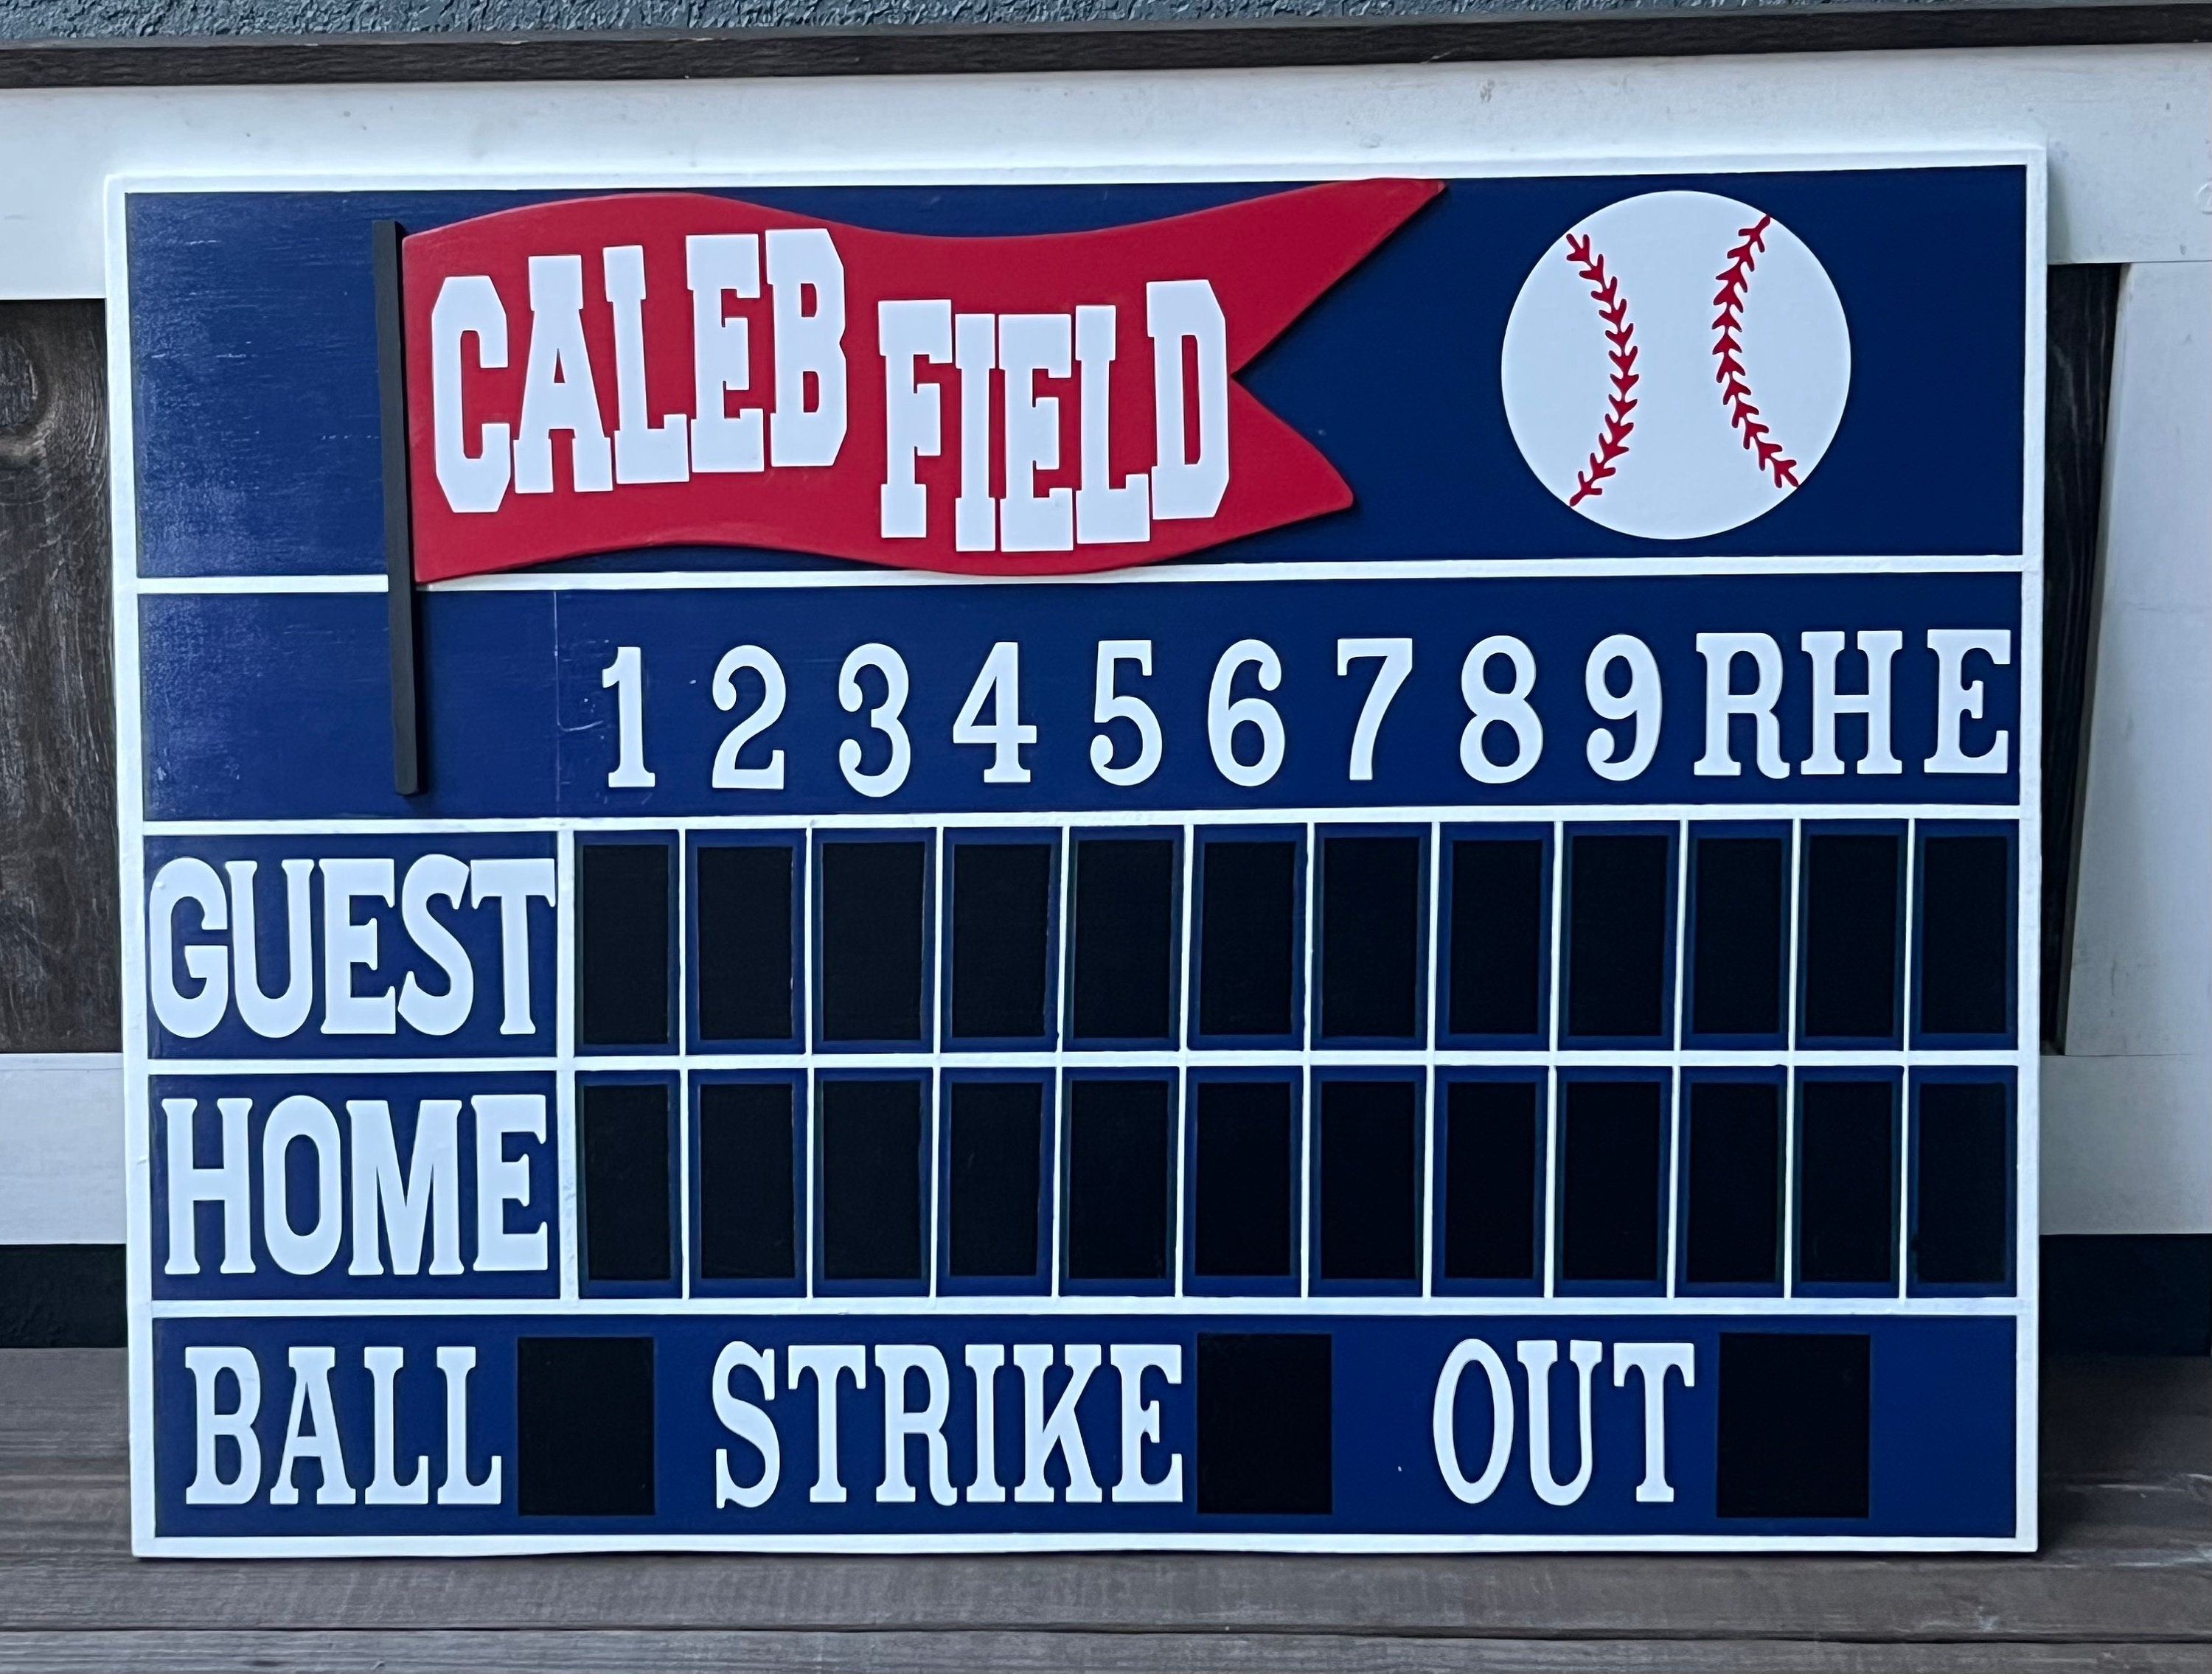 CALEB FIELD
1 2 3 4 5 6 7 8 9 R H E
GUEST
HOME
BALL STRIKE OUT